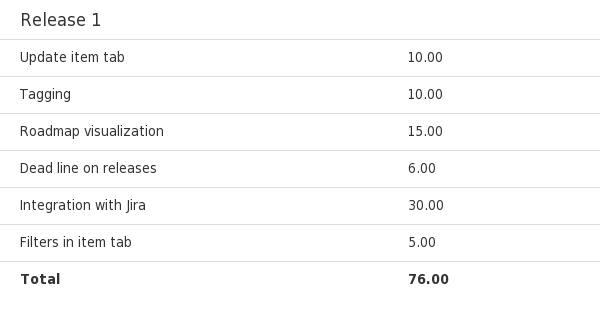 Release 1
Update item tab 10.00
Tagging 10.00
Roadmap visualization 15.00
Dead line on releases 6.00
Integration with Jira 30.00
Filters in item tab 5.00
Total 76.00